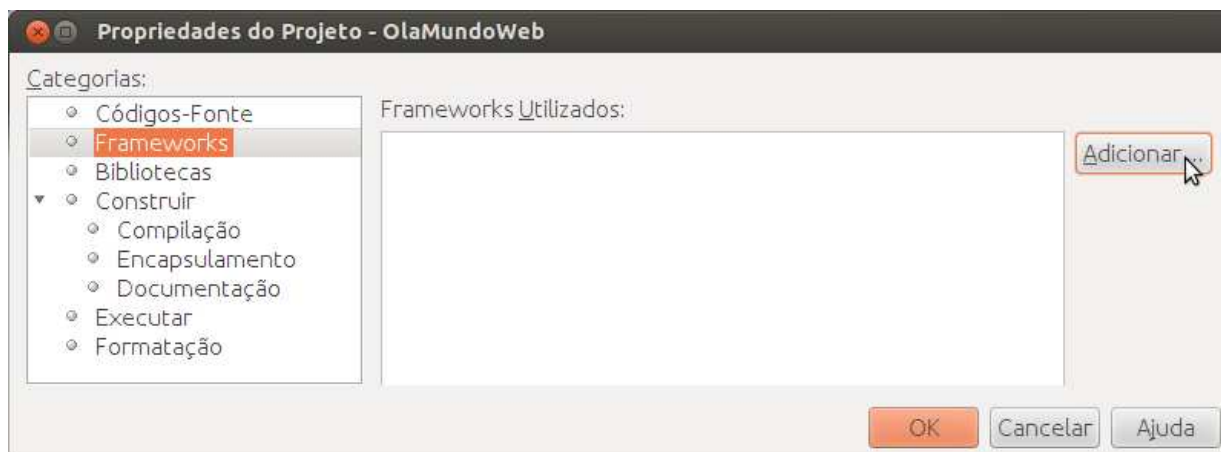 Propriedades do Projeto - OlaMundoWeb
Categorias:
Códigos-Fonte
Frameworks
Bibliotecas
Construir
Compilação
Encapsulamento
Documentação
Executar
Formatação
Frameworks Utilizados:
Adicionar...
OK
Cancelar
Ajuda